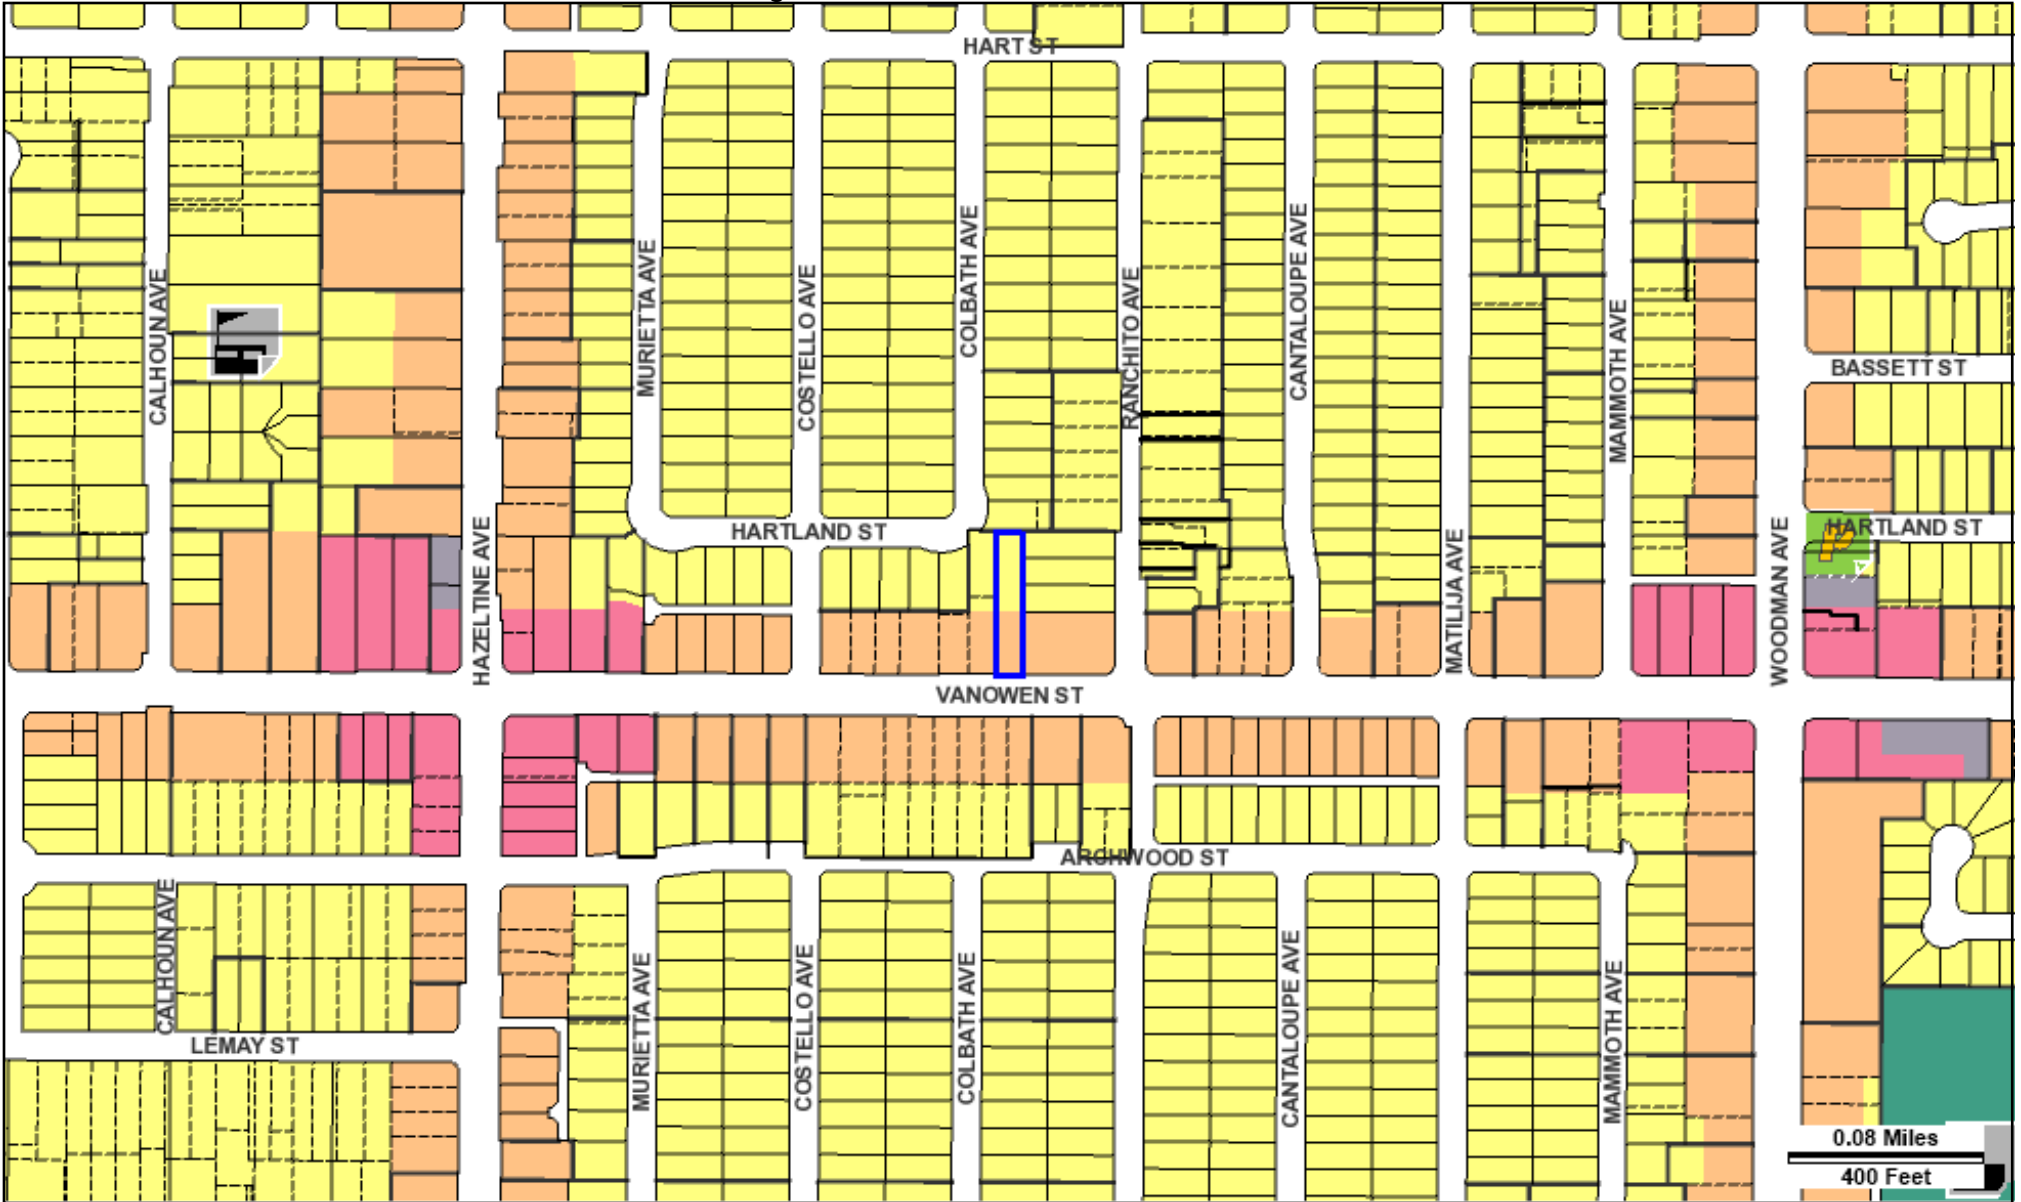 HART ST
CALHOUN AVE
MURIETTA AVE
COSTELLO AVE
COLBATH AVE
RANCHITO AVE
CANTALOUPE AVE
MAMMOTH AVE
BASSETT ST
HAZELTINE AVE
HARTLAND ST
MATILIJA AVE
WOODMAN AVE
HARTLAND ST
P
VANOWEN ST
ARCHWOOD ST
CALHOUN AVE
LEMAY ST
MURIETTA AVE
COSTELLO AVE
COLBATH AVE
CANTALOUPE AVE
MAMMOTH AVE
0.08 Miles
400 Feet